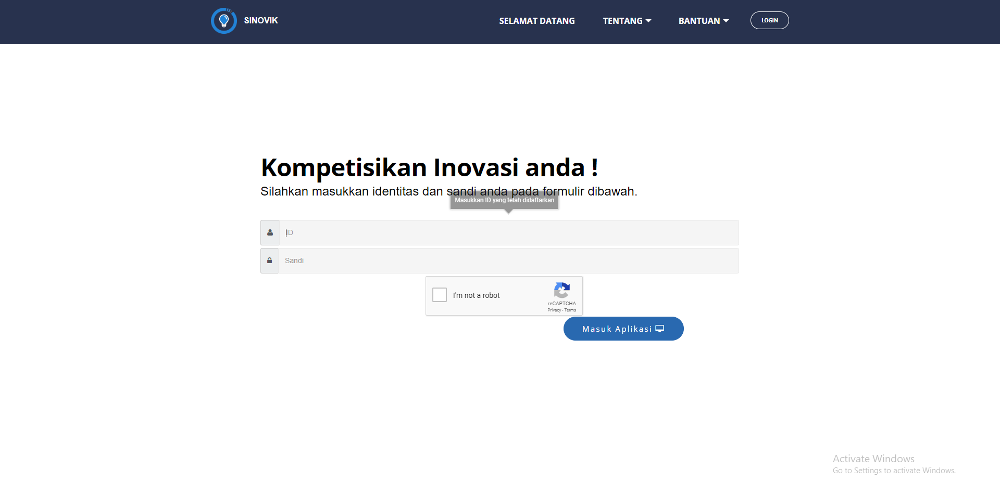 SINOVIK
SELAMAT DATANG
TENTANG
BANTUAN
LOGIN
Kompetisikan Inovasi anda !
Silahkan masukkan identitas dan sandi anda pada formulir dibawah.
Masukkan ID yang telah didaftarkan
ID
Sandi
I'm not a robot
reCAPTCHA
Privacy - Terms
Masuk Aplikasi
Activate Windows
Go to Settings to activate Windows.